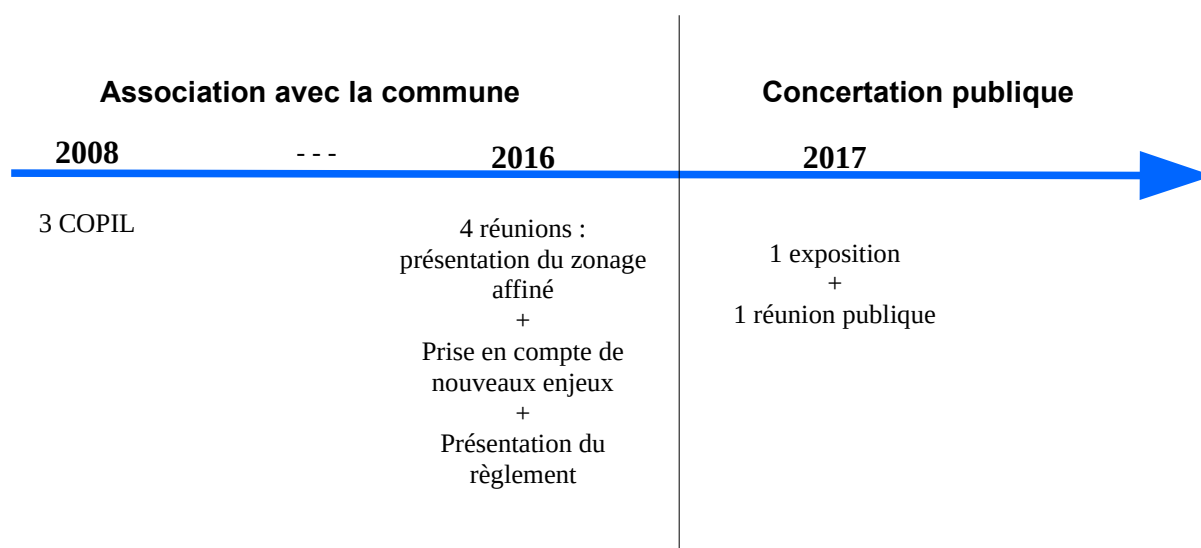 Association avec la commune
Concertation publique
2008
- - -
2016
2017
3 COPIL
4 réunions :
présentation du zonage
affiné
+
Prise en compte de
nouveaux enjeux
+
Présentation du
règlement
1 exposition
+
1 réunion publique